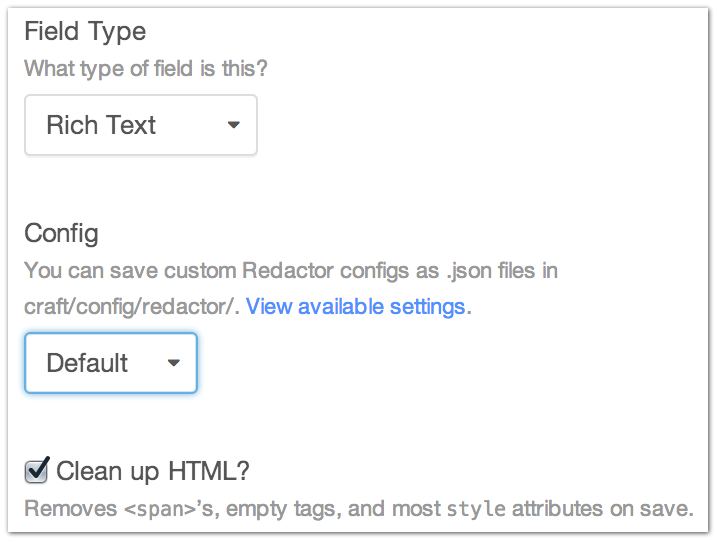 Field Type
What type of field is this?
Rich Text
Config
You can save custom Redactor configs as .json files in
craft/config/redactor/. View available settings.
Default
Clean up HTML?
Removes <span>’s, empty tags, and most style attributes on save.